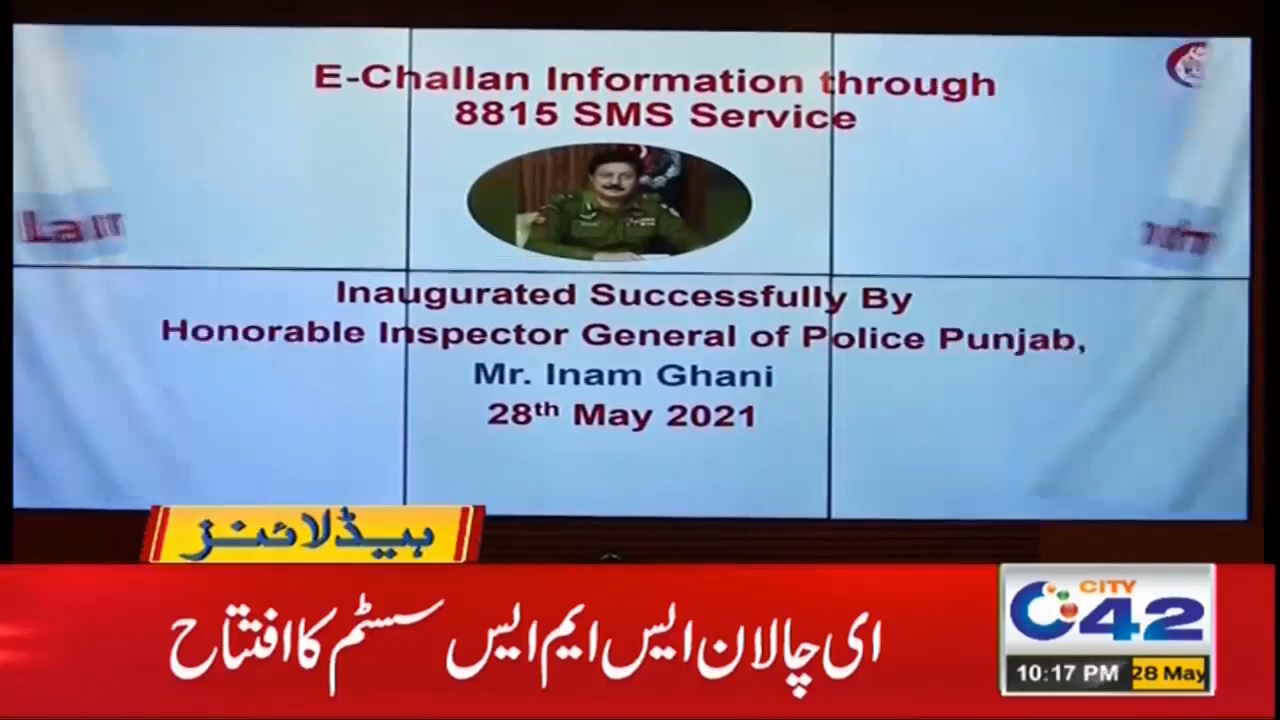 E-Challan Information through
8815 SMS Service
Inaugurated Successfully By
Honorable Inspector General of Police Punjab,
Mr. Inam Ghani
28th May 2021
ہیڈلائنز
ای چالان ایس ایم ایس سسٹم کا افتتاح
CITY
42
10:17 PM 28 May